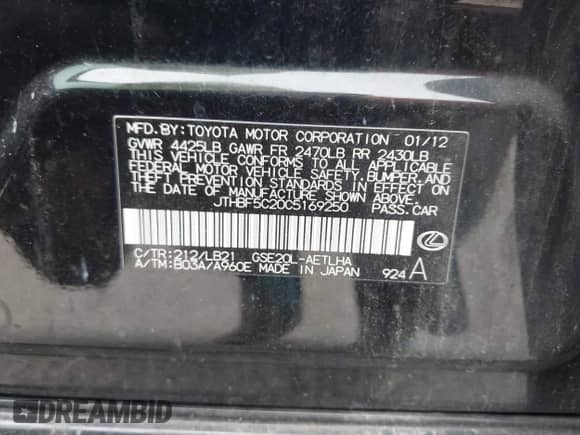 MFD.BY:TOYOTA MOTOR CORPORATION 01/12
GVWR 4425LB GAWR FR 2470LB RR 2430LB
THIS VEHICLE CONFORMS TO ALL APPLICABLE
FEDERAL MOTOR VEHICLE SAFETY,BUMPER,AND
THEFT PREVENTION STANDARDS IN EFFECT ON
THE DATE OF MANUFACTURE SHOWN ABOVE.
JTHBF5C20C5169250 PASS.CAR
C/TR:212/LB21 GSE20L-AETLHA
A/TM:B03A/A960E MADE IN JAPAN 924 A
DREAMBID